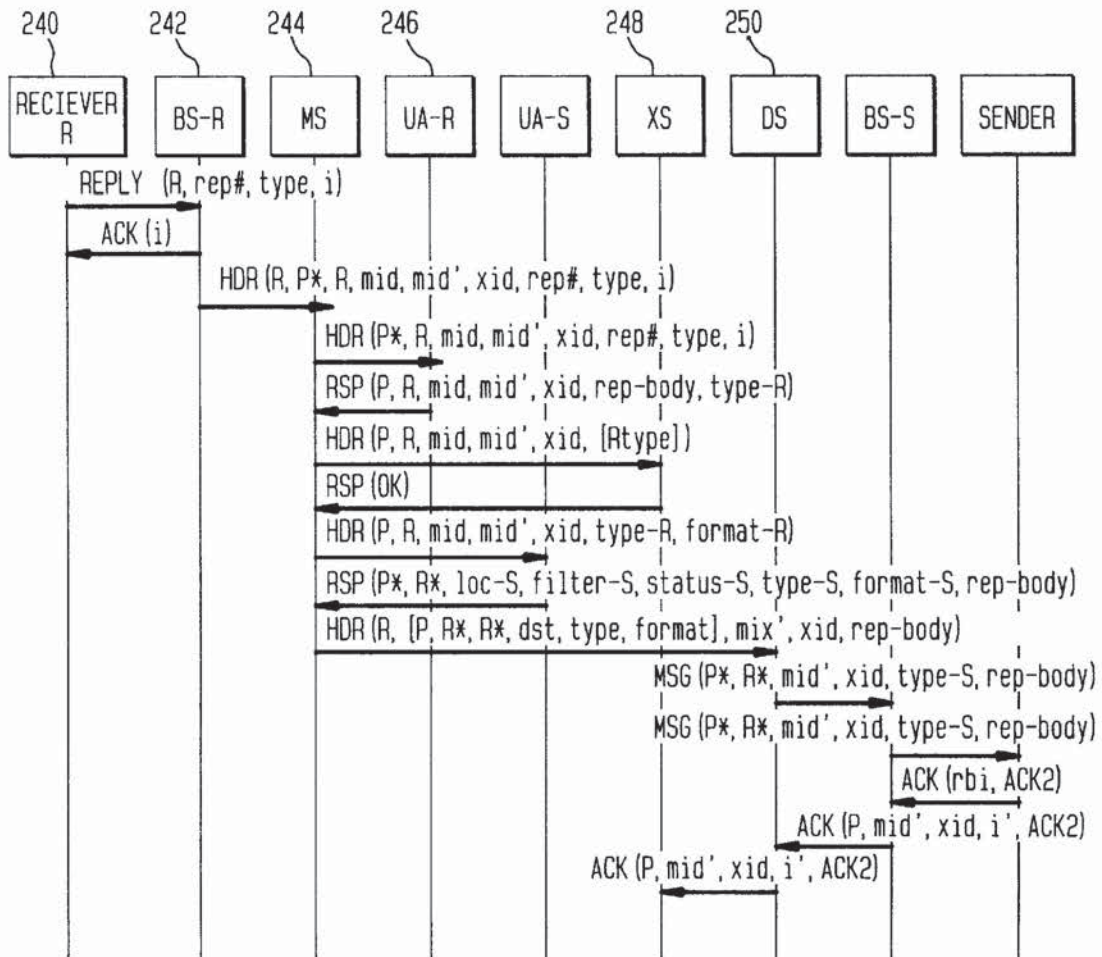 240 242 244 246 248 250
RECIEVER R BS-R MS UA-R UA-S XS DS BS-S SENDER
REPLY (R, rep#, type, i)
ACK (i)
HDR (R, P*, R, mid, mid', xid, rep#, type, i)
HDR (P*, R, mid, mid', xid, rep#, type, i)
RSP (P, R, mid, mid', xid, rep-body, type-R)
HDR (P, R, mid, mid', xid, [Rtype])
RSP (OK)
HDR (P, R, mid, mid', xid, type-R, format-R)
RSP (P*, R*, loc-S, filter-S, status-S, type-S, format-S, rep-body)
HDR (R, [P, R*, R*, dst, type, format], mix', xid, rep-body)
MSG (P*, R*, mid', xid, type-S, rep-body)
MSG (P*, R*, mid', xid, type-S, rep-body)
ACK (rbi, ACK2)
ACK (P, mid', xid, i', ACK2)
ACK (P, mid', xid, i', ACK2)